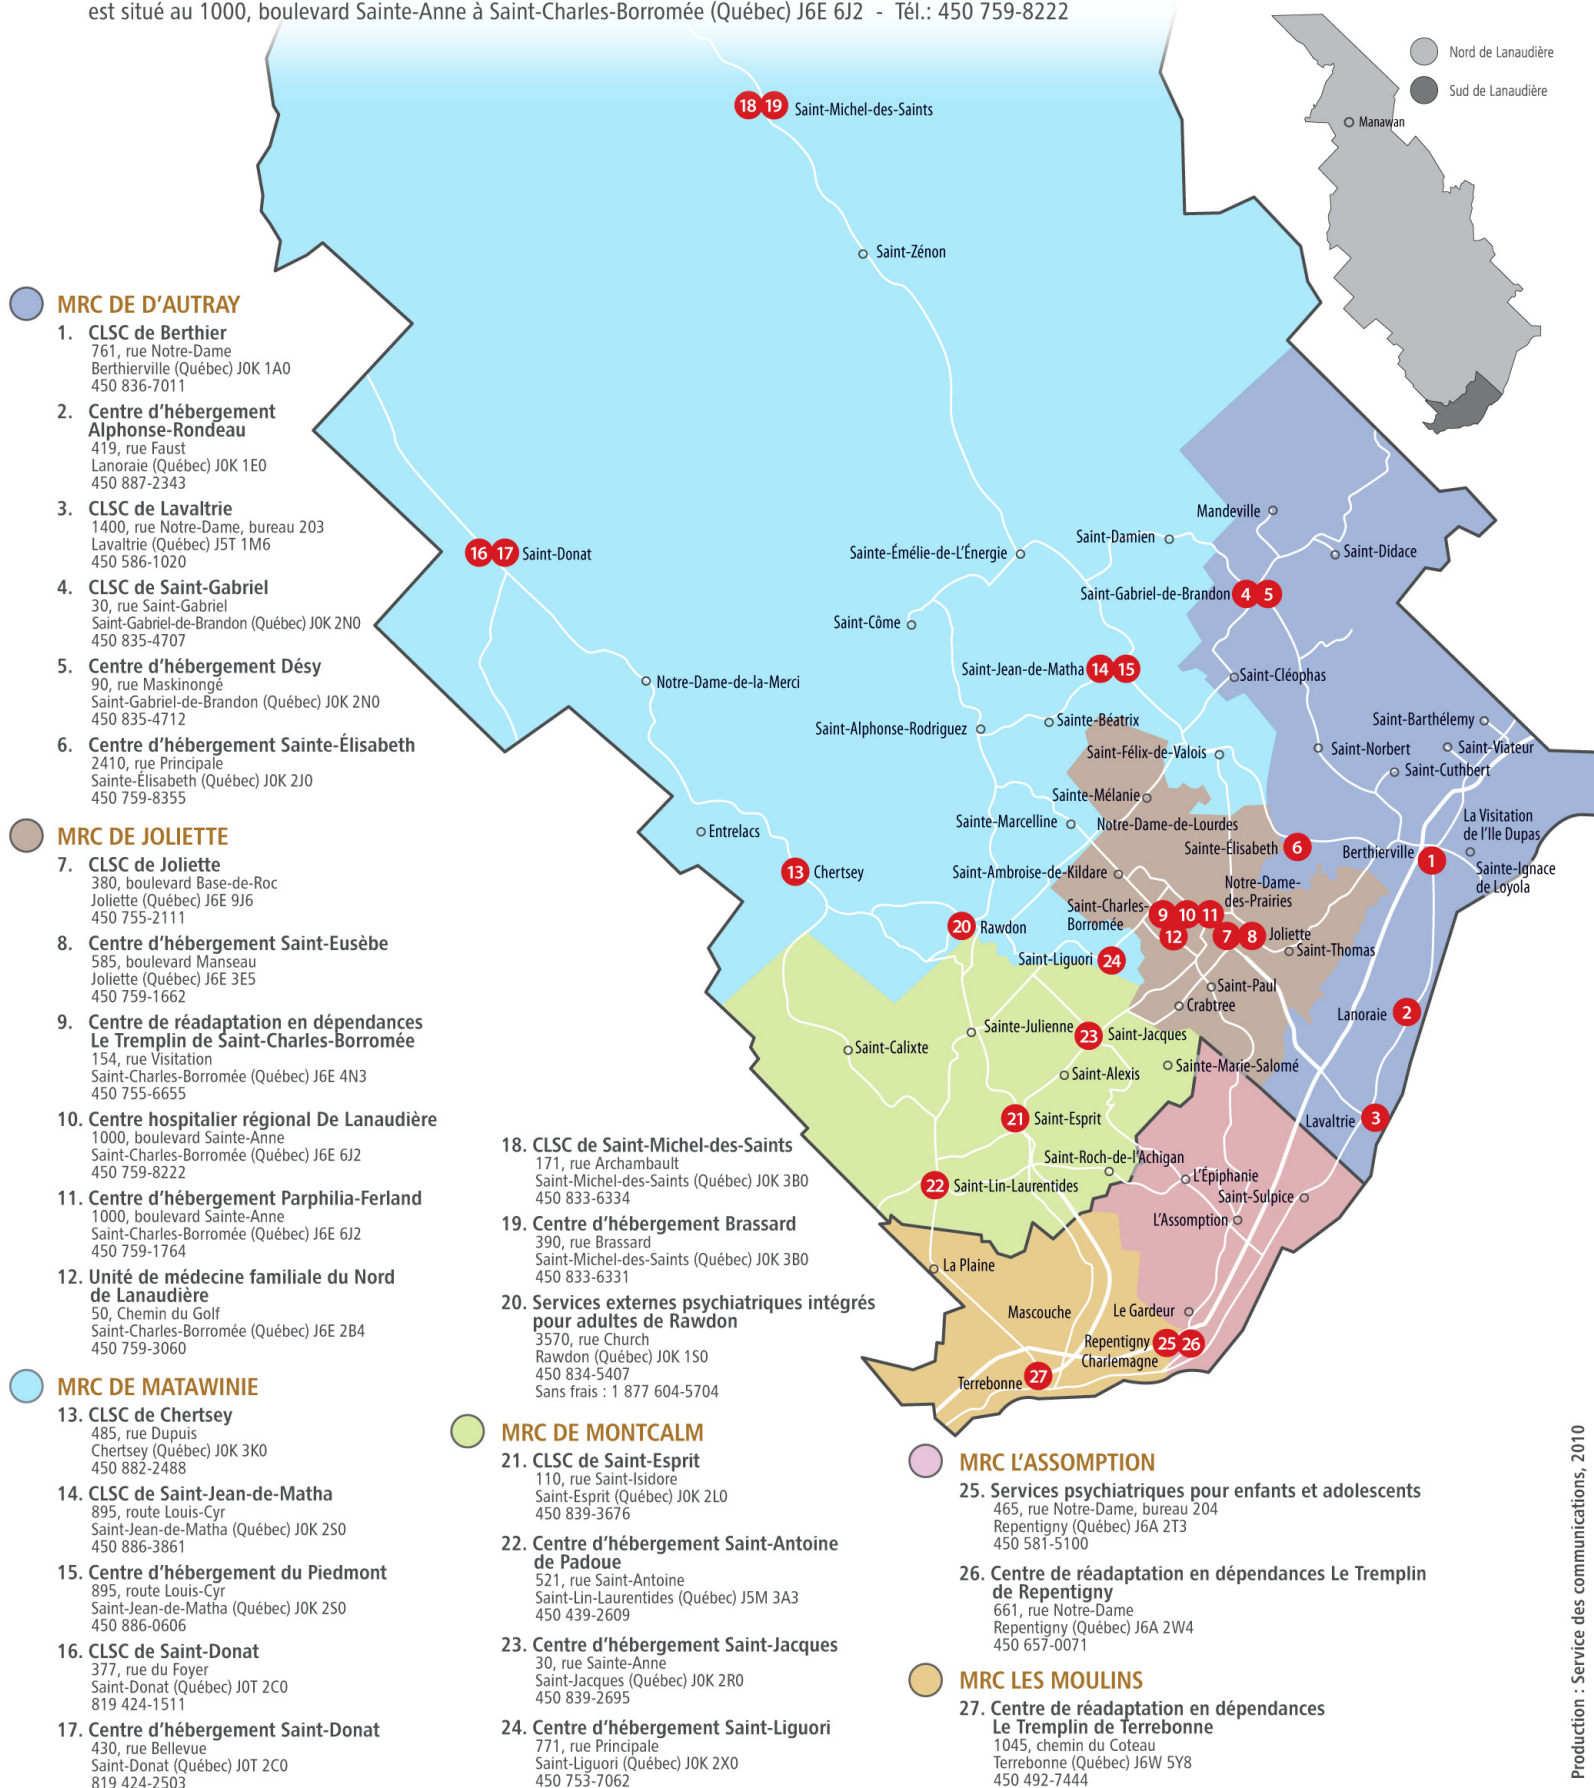 est situé au 1000, boulevard Sainte-Anne à Saint-Charles-Borromée (Québec) J6E 6J2 - Tél.: 450 759-8222
Nord de Lanaudière
Sud de Lanaudière
Manawan
18 19 Saint-Michel-des-Saints
Saint-Zénon
Mandeville
Saint-Damien
Saint-Didace
16 17 Saint-Donat
Sainte-Émélie-de-L'Énergie
Saint-Gabriel-de-Brandon 4 5
Saint-Côme
Saint-Jean-de-Matha 14 15
Saint-Cléophas
Notre-Dame-de-la-Merci
Saint-Alphonse-Rodriguez
Sainte-Béatrix
Saint-Barthélemy
Saint-Félix-de-Valois
Saint-Norbert
Saint-Viateur
Saint-Cuthbert
Sainte-Mélanie
La Visitation
de l'Ile Dupas
Entrelacs
Sainte-Marcelline
Notre-Dame-de-Lourdes
Sainte-Élisabeth 6
Berthierville 1
Sainte-Ignace
de Loyola
13 Chertsey
Saint-Ambroise-de-Kildare
Notre-Dame-
des-Prairies
Saint-Charles-
Borromée
9 10 11
12
7 8 Joliette
20 Rawdon
Saint-Thomas
Saint-Liguori 24
Saint-Paul
Crabtree
Lanoraie 2
Sainte-Julienne
23 Saint-Jacques
Saint-Calixte
Saint-Alexis
Sainte-Marie-Salomé
21 Saint-Esprit
Lavaltrie 3
Saint-Roch-de-l'Achigan
L'Épiphanie
22 Saint-Lin-Laurentides
Saint-Sulpice
L'Assomption
La Plaine
Mascouche
Le Gardeur
Repentigny 25 26
Charlemagne
Terrebonne 27
MRC DE D'AUTRAY
1. CLSC de Berthier
761, rue Notre-Dame
Berthierville (Québec) J0K 1A0
450 836-7011
2. Centre d'hébergement
Alphonse-Rondeau
419, rue Faust
Lanoraie (Québec) J0K 1E0
450 887-2343
3. CLSC de Lavaltrie
1400, rue Notre-Dame, bureau 203
Lavaltrie (Québec) J5T 1M6
450 586-1020
4. CLSC de Saint-Gabriel
30, rue Saint-Gabriel
Saint-Gabriel-de-Brandon (Québec) J0K 2N0
450 835-4707
5. Centre d'hébergement Désy
90, rue Maskinongé
Saint-Gabriel-de-Brandon (Québec) J0K 2N0
450 835-4712
6. Centre d'hébergement Sainte-Élisabeth
2410, rue Principale
Sainte-Élisabeth (Québec) J0K 2J0
450 759-8355
MRC DE JOLIETTE
7. CLSC de Joliette
380, boulevard Base-de-Roc
Joliette (Québec) J6E 9J6
450 755-2111
8. Centre d'hébergement Saint-Eusèbe
585, boulevard Manseau
Joliette (Québec) J6E 3E5
450 759-1662
9. Centre de réadaptation en dépendances
Le Tremplin de Saint-Charles-Borromée
154, rue Visitation
Saint-Charles-Borromée (Québec) J6E 4N3
450 755-6655
10. Centre hospitalier régional De Lanaudière
1000, boulevard Sainte-Anne
Saint-Charles-Borromée (Québec) J6E 6J2
450 759-8222
11. Centre d'hébergement Parphilia-Ferland
1000, boulevard Sainte-Anne
Saint-Charles-Borromée (Québec) J6E 6J2
450 759-1764
12. Unité de médecine familiale du Nord
de Lanaudière
50, Chemin du Golf
Saint-Charles-Borromée (Québec) J6E 2B4
450 759-3060
MRC DE MATAWINIE
13. CLSC de Chertsey
485, rue Dupuis
Chertsey (Québec) J0K 3K0
450 882-2488
14. CLSC de Saint-Jean-de-Matha
895, route Louis-Cyr
Saint-Jean-de-Matha (Québec) J0K 2S0
450 886-3861
15. Centre d'hébergement du Piedmont
895, route Louis-Cyr
Saint-Jean-de-Matha (Québec) J0K 2S0
450 886-0606
16. CLSC de Saint-Donat
377, rue du Foyer
Saint-Donat (Québec) J0T 2C0
819 424-1511
17. Centre d'hébergement Saint-Donat
430, rue Bellevue
Saint-Donat (Québec) J0T 2C0
819 424-2503
18. CLSC de Saint-Michel-des-Saints
171, rue Archambault
Saint-Michel-des-Saints (Québec) J0K 3B0
450 833-6334
19. Centre d'hébergement Brassard
390, rue Brassard
Saint-Michel-des-Saints (Québec) J0K 3B0
450 833-6331
20. Services externes psychiatriques intégrés
pour adultes de Rawdon
3570, rue Church
Rawdon (Québec) J0K 1S0
450 834-5407
Sans frais : 1 877 604-5704
MRC DE MONTCALM
21. CLSC de Saint-Esprit
110, rue Saint-Isidore
Saint-Esprit (Québec) J0K 2L0
450 839-3676
22. Centre d'hébergement Saint-Antoine
de Padoue
521, rue Saint-Antoine
Saint-Lin-Laurentides (Québec) J5M 3A3
450 439-2609
23. Centre d'hébergement Saint-Jacques
30, rue Sainte-Anne
Saint-Jacques (Québec) J0K 2R0
450 839-2695
24. Centre d'hébergement Saint-Liguori
771, rue Principale
Saint-Liguori (Québec) J0K 2X0
450 753-7062
MRC L'ASSOMPTION
25. Services psychiatriques pour enfants et adolescents
465, rue Notre-Dame, bureau 204
Repentigny (Québec) J6A 2T3
450 581-5100
26. Centre de réadaptation en dépendances Le Tremplin
de Repentigny
661, rue Notre-Dame
Repentigny (Québec) J6A 2W4
450 657-0071
MRC LES MOULINS
27. Centre de réadaptation en dépendances
Le Tremplin de Terrebonne
1045, chemin du Coteau
Terrebonne (Québec) J6W 5Y8
450 492-7444
Production : Service des communications, 2010